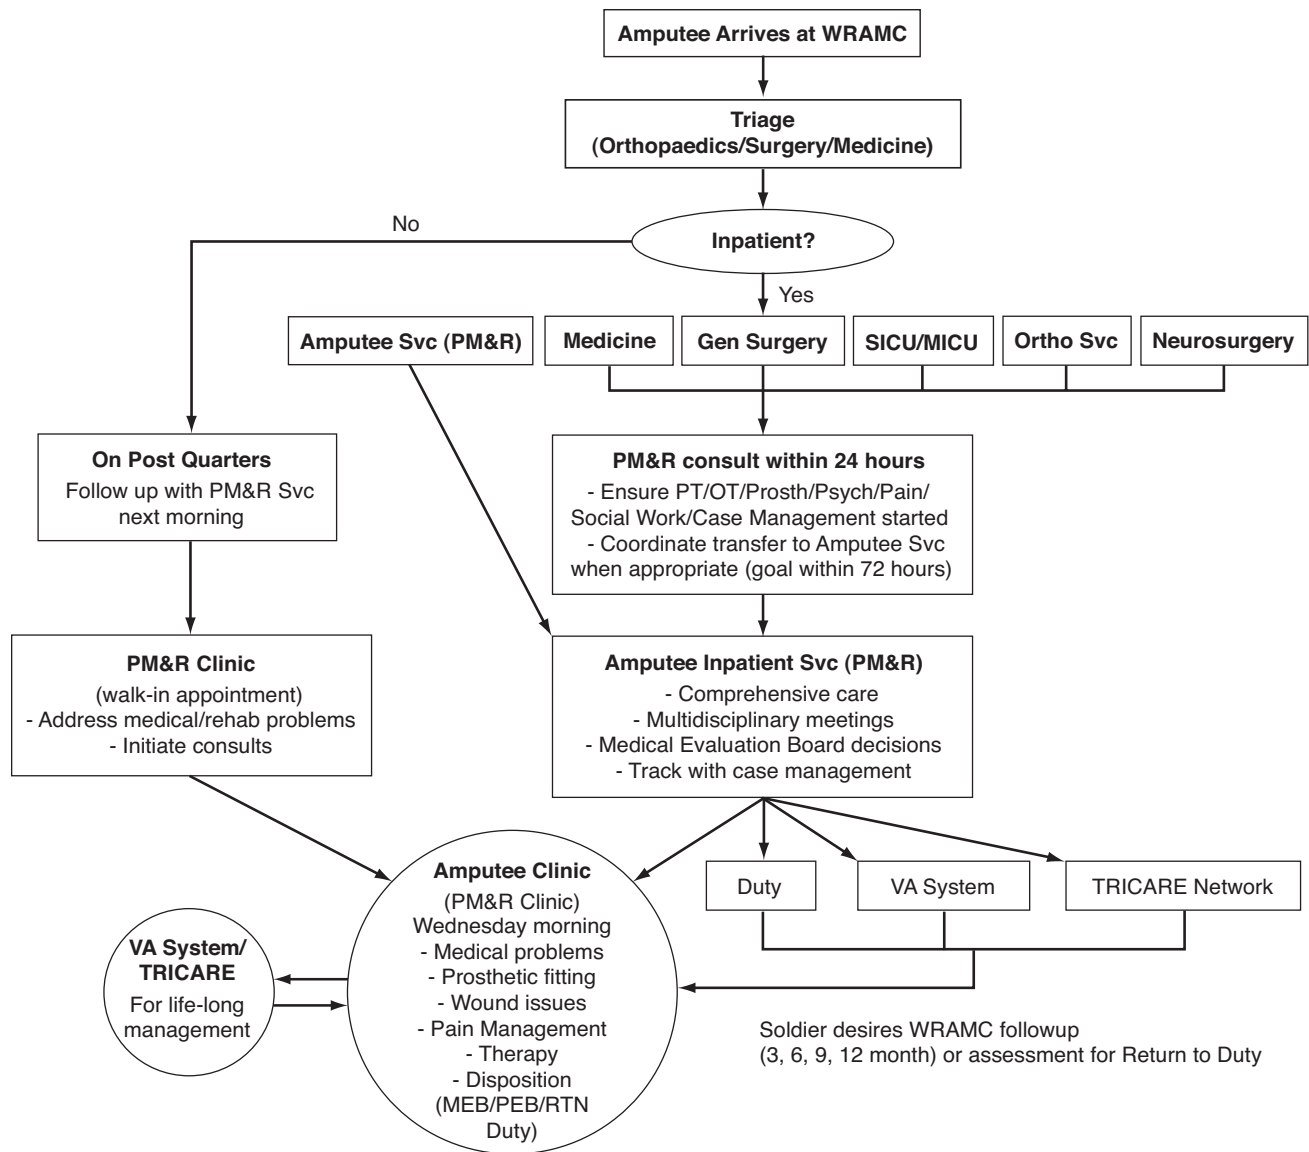 Amputee Arrives at WRAMC
Triage
(Orthopaedics/Surgery/Medicine)
Inpatient?
No
Yes
Amputee Svc (PM&R)
Medicine
Gen Surgery
SICU/MICU
Ortho Svc
Neurosurgery
On Post Quarters
Follow up with PM&R Svc
next morning
PM&R consult within 24 hours
- Ensure PT/OT/Prosth/Psych/Pain/
Social Work/Case Management started
- Coordinate transfer to Amputee Svc
when appropriate (goal within 72 hours)
PM&R Clinic
(walk-in appointment)
- Address medical/rehab problems
- Initiate consults
Amputee Inpatient Svc (PM&R)
- Comprehensive care
- Multidisciplinary meetings
- Medical Evaluation Board decisions
- Track with case management
Amputee Clinic
(PM&R Clinic)
Wednesday morning
- Medical problems
- Prosthetic fitting
- Wound issues
- Pain Management
- Therapy
- Disposition
(MEB/PEB/RTN
Duty)
Duty
VA System
TRICARE Network
VA System/
TRICARE
For life-long
management
Soldier desires WRAMC followup
(3, 6, 9, 12 month) or assessment for Return to Duty